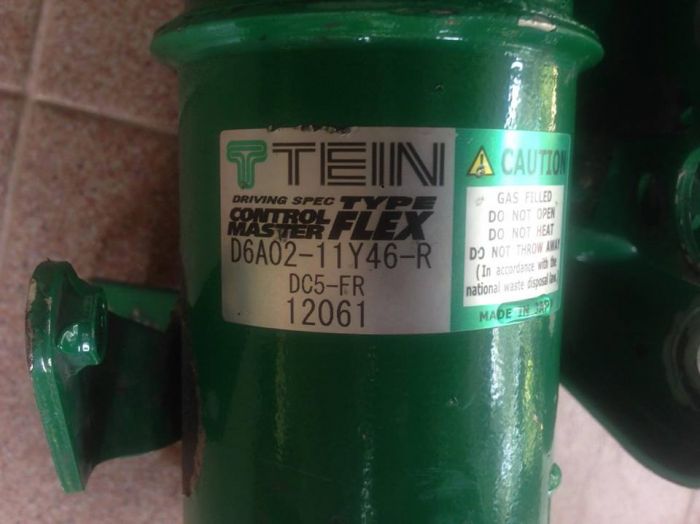 TEIN
DRIVING SPEC TYPE
CONTROL MASTER FLEX
D6A02-11Y46-R
DC5-FR
12061
CAUTION
GAS FILLED
DO NOT OPEN
DO NOT HEAT
DO NOT THROW AWAY
(In accordance with the
national waste disposal law.
MADE IN JAP